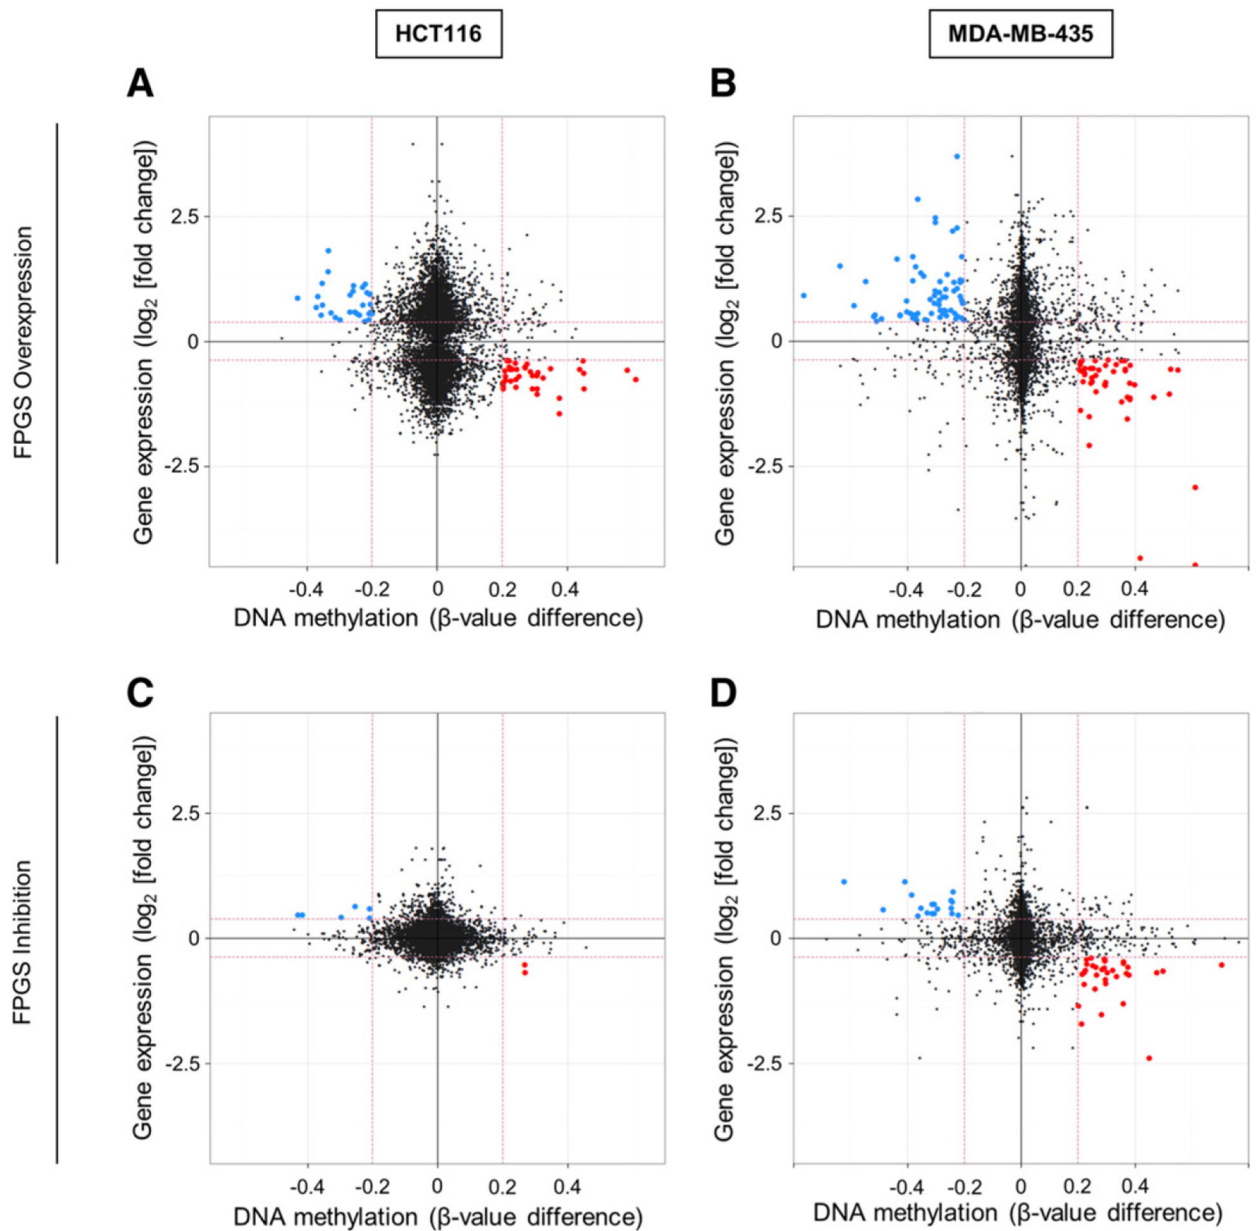 HCT116
MDA-MB-435
A
B
FPGS Overexpression
Gene expression (log2 [fold change])
2.5
0
-2.5
-0.4 -0.2 0 0.2 0.4
DNA methylation (β-value difference)
Gene expression (log2 [fold change])
2.5
0
-2.5
-0.4 -0.2 0 0.2 0.4
DNA methylation (β-value difference)
C
D
FPGS Inhibition
Gene expression (log2 [fold change])
2.5
0
-2.5
-0.4 -0.2 0 0.2 0.4
DNA methylation (β-value difference)
Gene expression (log2 [fold change])
2.5
0
-2.5
-0.4 -0.2 0 0.2 0.4
DNA methylation (β-value difference)